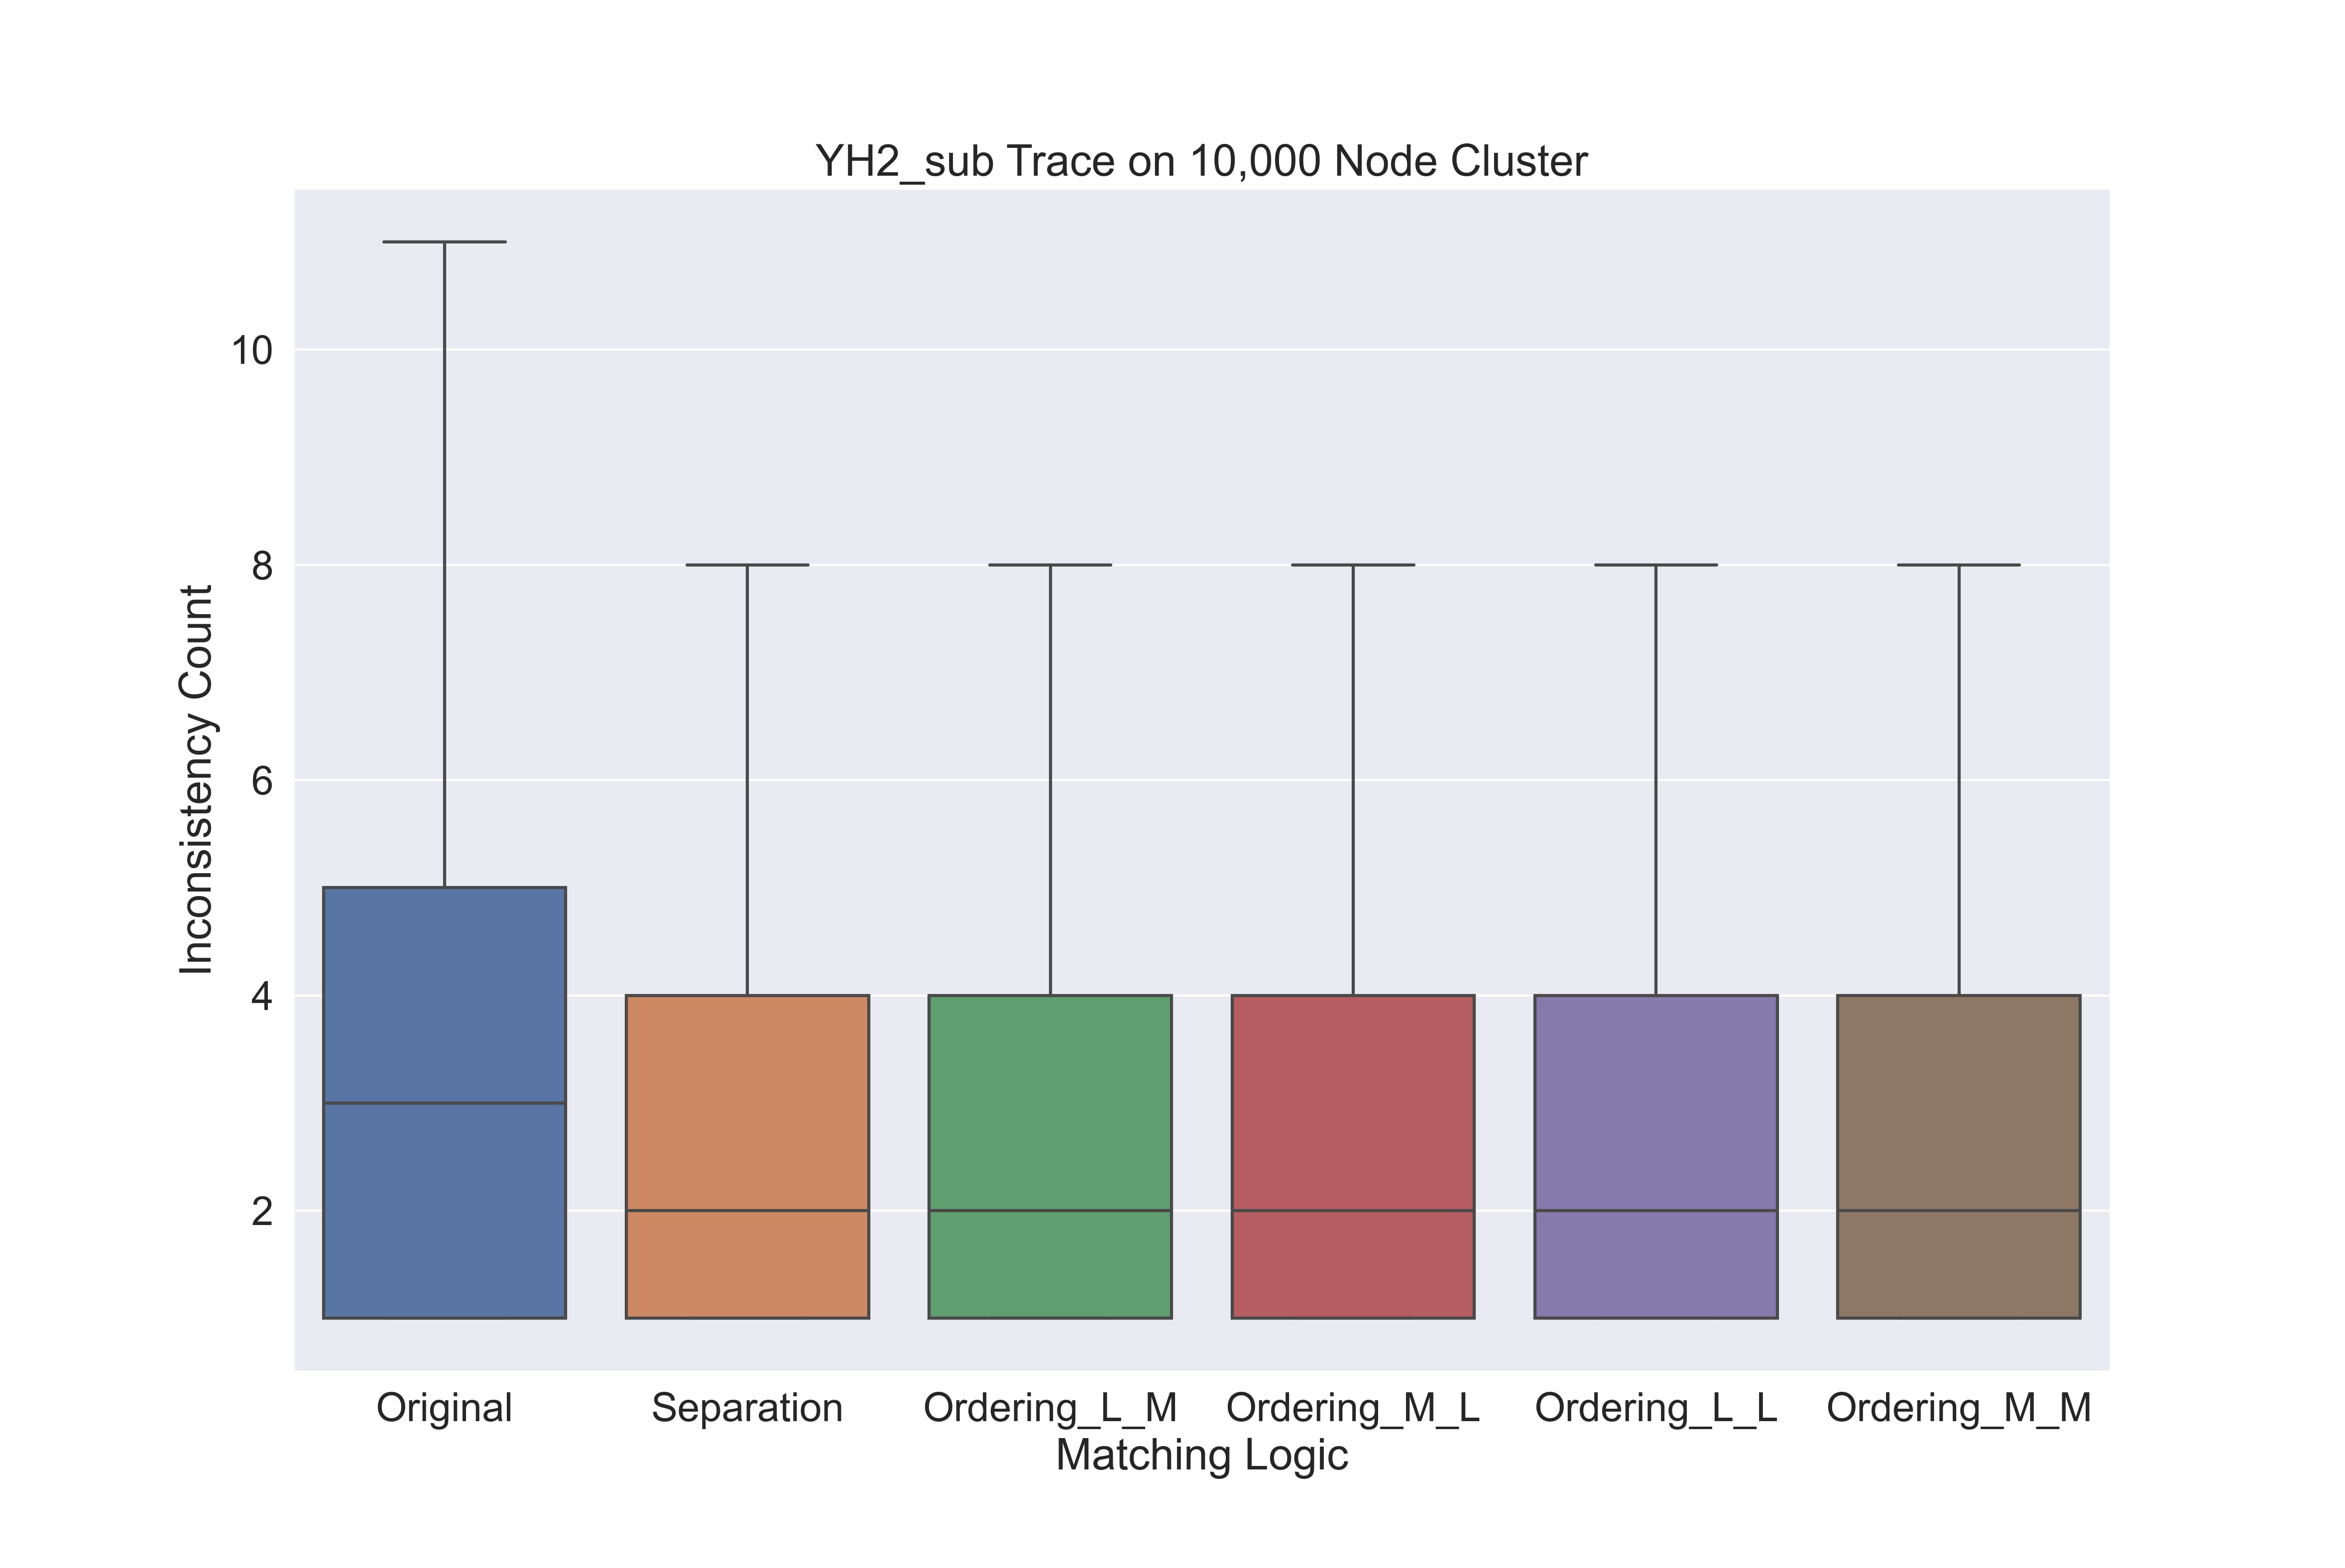 YH2_sub Trace on 10,000 Node Cluster
Inconsistency Count
10
8
6
4
2
Original Separation Ordering_L_M Ordering_M_L Ordering_L_L Ordering_M_M
Matching Logic